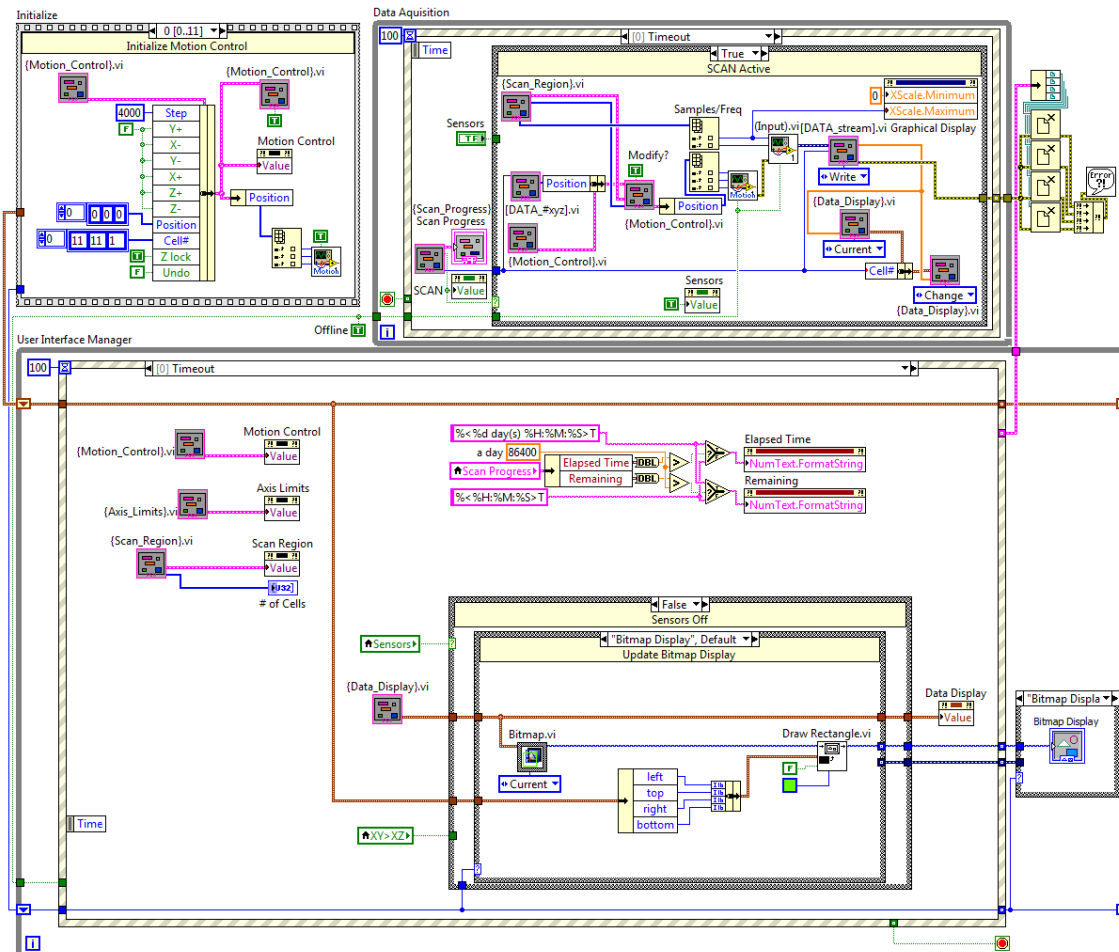 Initialize
0 [0..11]
Initialize Motion Control
{Motion_Control}.vi
{Motion_Control}.vi
4000
Step
F
Y+
X-
Y-
X+
Z+
Z-
Position
Cell#
Z lock
Undo
T
Motion Control
Value
Position
0
0 0 0
0
11 11 1
T
F
T
Motion
Offline
T
Data Aquisition
100
[0] Timeout
Time
True
SCAN Active
{Scan_Region}.vi
Sensors
TF
Samples/Freq
0
XScale.Minimum
XScale.Maximum
(Input).vi
[DATA_stream].vi
Graphical Display
1
Modify?
T
Motion
Write
Position
Position
[DATA_#xyz].vi
{Motion_Control}.vi
{Scan_Progress}
Scan Progress
{Data_Display}.vi
Current
{Motion_Control}.vi
SCAN
Value
Sensors
T
Value
Cell#
Change
{Data_Display}.vi
i
Error
?!
User Interface Manager
100
[0] Timeout
{Motion_Control}.vi
Motion Control
Value
{Axis_Limits}.vi
Axis Limits
Value
{Scan_Region}.vi
Scan Region
Value
U32
# of Cells
%<%d day(s) %H:%M:%S>T
a day
86400
Scan Progress
Elapsed Time
Remaining
DBL
DBL
>
>
%<%H:%M:%S>T
Elapsed Time
NumText.FormatString
Remaining
NumText.FormatString
False
Sensors Off
Sensors
"Bitmap Display", Default
Update Bitmap Display
{Data_Display}.vi
Data Display
Value
Bitmap.vi
Current
Draw Rectangle.vi
F
left
top
right
bottom
XY>XZ
Time
"Bitmap Displa
Bitmap Display
i